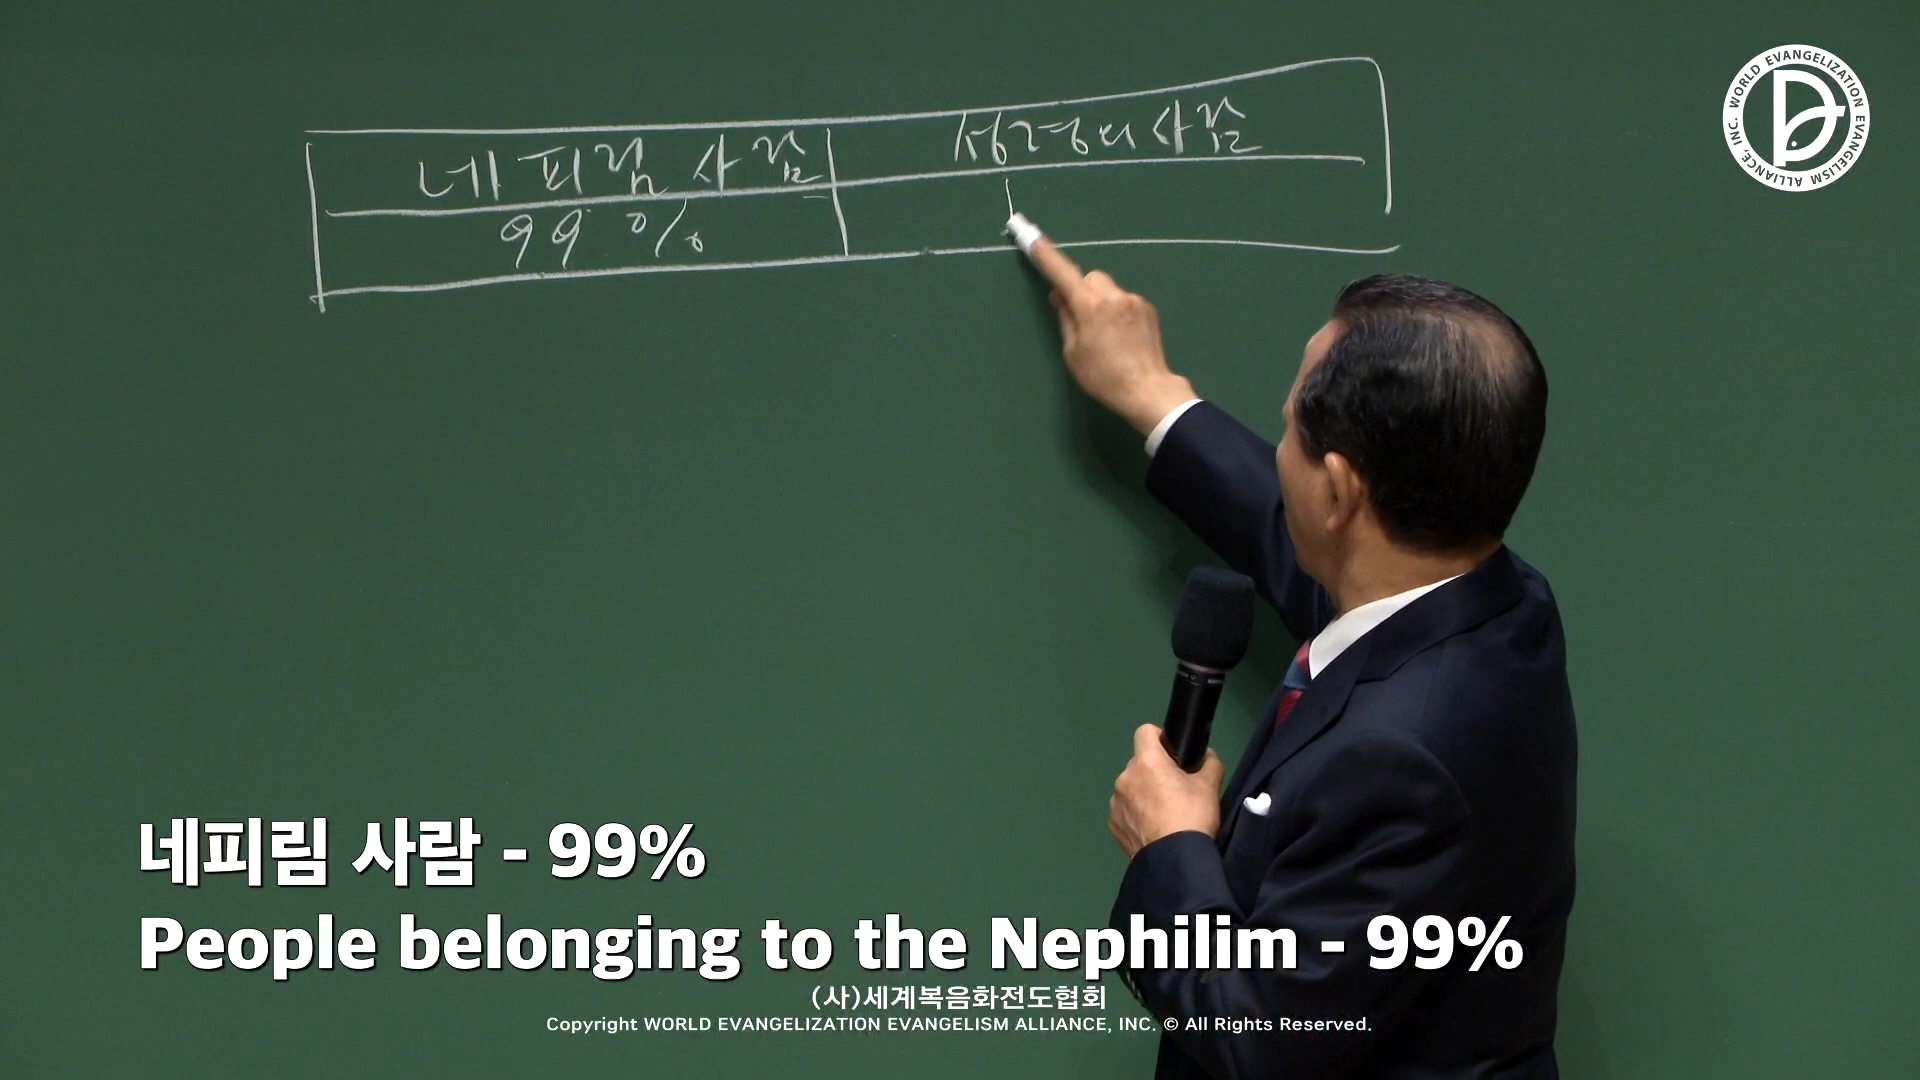 WORLD EVANGELIZATION EVANGELISM ALLIANCE, INC.
네피림 사람
성경의 사람
99%
1
네피림 사람 - 99%
People belonging to the Nephilim - 99%
(사)세계복음화전도협회
Copyright WORLD EVANGELIZATION EVANGELISM ALLIANCE, INC. © All Rights Reserved.